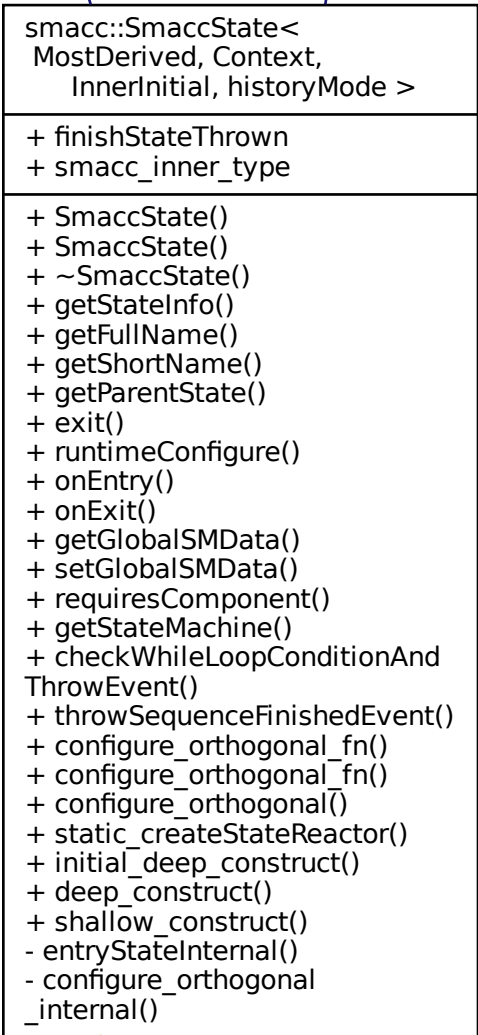 smacc::SmaccState<
MostDerived, Context,
InnerInitial, historyMode >
+ finishStateThrown
+ smacc_inner_type
+ SmaccState()
+ SmaccState()
+ ~SmaccState()
+ getStateInfo()
+ getFullName()
+ getShortName()
+ getParentState()
+ exit()
+ runtimeConfigure()
+ onEntry()
+ onExit()
+ getGlobalSMData()
+ setGlobalSMData()
+ requiresComponent()
+ getStateMachine()
+ checkWhileLoopConditionAnd
ThrowEvent()
+ throwSequenceFinishedEvent()
+ configure_orthogonal_fn()
+ configure_orthogonal_fn()
+ configure_orthogonal()
+ static_createStateReactor()
+ initial_deep_construct()
+ deep_construct()
+ shallow_construct()
- entryStateInternal()
- configure_orthogonal
_internal()